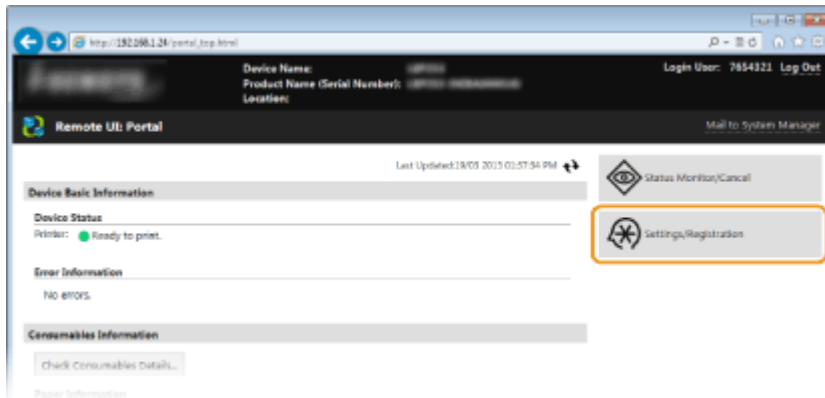 http://192.168.1.24/portal_top.html
Device Name:
Product Name (Serial Number):
Location:
Login User: 7654321 Log Out
Remote UI: Portal
Mail to System Manager
Last Updated:19/03 2015 01:57:54 PM
Device Basic Information
Device Status
Printer: Ready to print.
Error Information
No errors.
Consumables Information
Check Consumables Details...
Paper Information
Status Monitor/Cancel
Settings/Registration